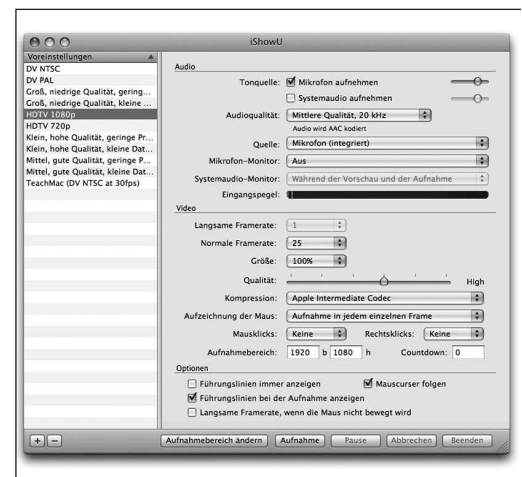 iShowU
Voreinstellungen
DV NTSC
DV PAL
Groß, niedrige Qualität, gering...
Groß, niedrige Qualität, kleine ...
HDTV 1080p
HDTV 720p
Klein, hohe Qualität, geringe Pr...
Klein, hohe Qualität, kleine Dat...
Mittel, gute Qualität, geringe P...
Mittel, gute Qualität, kleine Dat...
TeachMac (DV NTSC at 30fps)
Audio
Tonquelle: Mikrofon aufnehmen
Systemaudio aufnehmen
Audioqualität: Mittlere Qualität, 20 kHz
Audio wird AAC kodiert
Quelle: Mikrofon (integriert)
Mikrofon-Monitor: Aus
Systemaudio-Monitor: Während der Vorschau und der Aufnahme
Eingangspegel:
Video
Langsame Framerate: 1
Normale Framerate: 25
Größe: 100%
Qualität: High
Kompression: Apple Intermediate Codec
Aufzeichnung der Maus: Aufnahme in jedem einzelnen Frame
Mausklicks: Keine Rechtsklicks: Keine
Aufnahmebereich: 1920 b 1080 h Countdown: 0
Optionen
Führungslinien immer anzeigen Mauscurser folgen
Führungslinien bei der Aufnahme anzeigen
Langsame Framerate, wenn die Maus nicht bewegt wird
+ − Aufnahmebereich ändern Aufnahme Pause Abbrechen Beenden